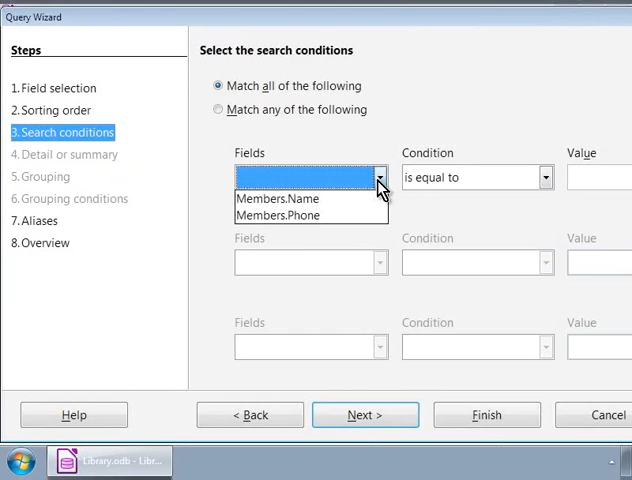 Query Wizard
Steps
1. Field selection
2. Sorting order
3. Search conditions
4. Detail or summary
5. Grouping
6. Grouping conditions
7. Aliases
8. Overview
Select the search conditions
Match all of the following
Match any of the following
Fields Condition Value
is equal to
Members.Name
Members.Phone
Fields Condition Value
Fields Condition Value
Help < Back Next > Finish Cancel
Library.odb - Libr...